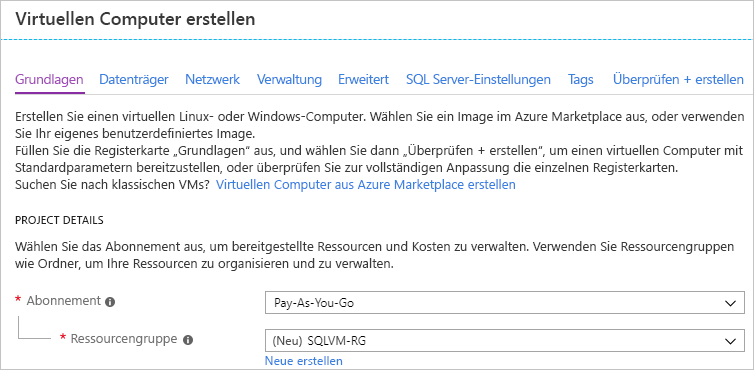 Virtuellen Computer erstellen
Grundlagen Datenträger Netzwerk Verwaltung Erweitert SQL Server-Einstellungen Tags Überprüfen + erstellen
Erstellen Sie einen virtuellen Linux- oder Windows-Computer. Wählen Sie ein Image im Azure Marketplace aus, oder verwenden
Sie Ihr eigenes benutzerdefiniertes Image.
Füllen Sie die Registerkarte „Grundlagen" aus, und wählen Sie dann „Überprüfen + erstellen", um einen virtuellen Computer mit
Standardparametern bereitzustellen, oder überprüfen Sie zur vollständigen Anpassung die einzelnen Registerkarten.
Suchen Sie nach klassischen VMs? Virtuellen Computer aus Azure Marketplace erstellen
PROJECT DETAILS
Wählen Sie das Abonnement aus, um bereitgestellte Ressourcen und Kosten zu verwalten. Verwenden Sie Ressourcengruppen
wie Ordner, um Ihre Ressourcen zu organisieren und zu verwalten.
* Abonnement Pay-As-You-Go
* Ressourcengruppe (Neu) SQLVM-RG
Neue erstellen